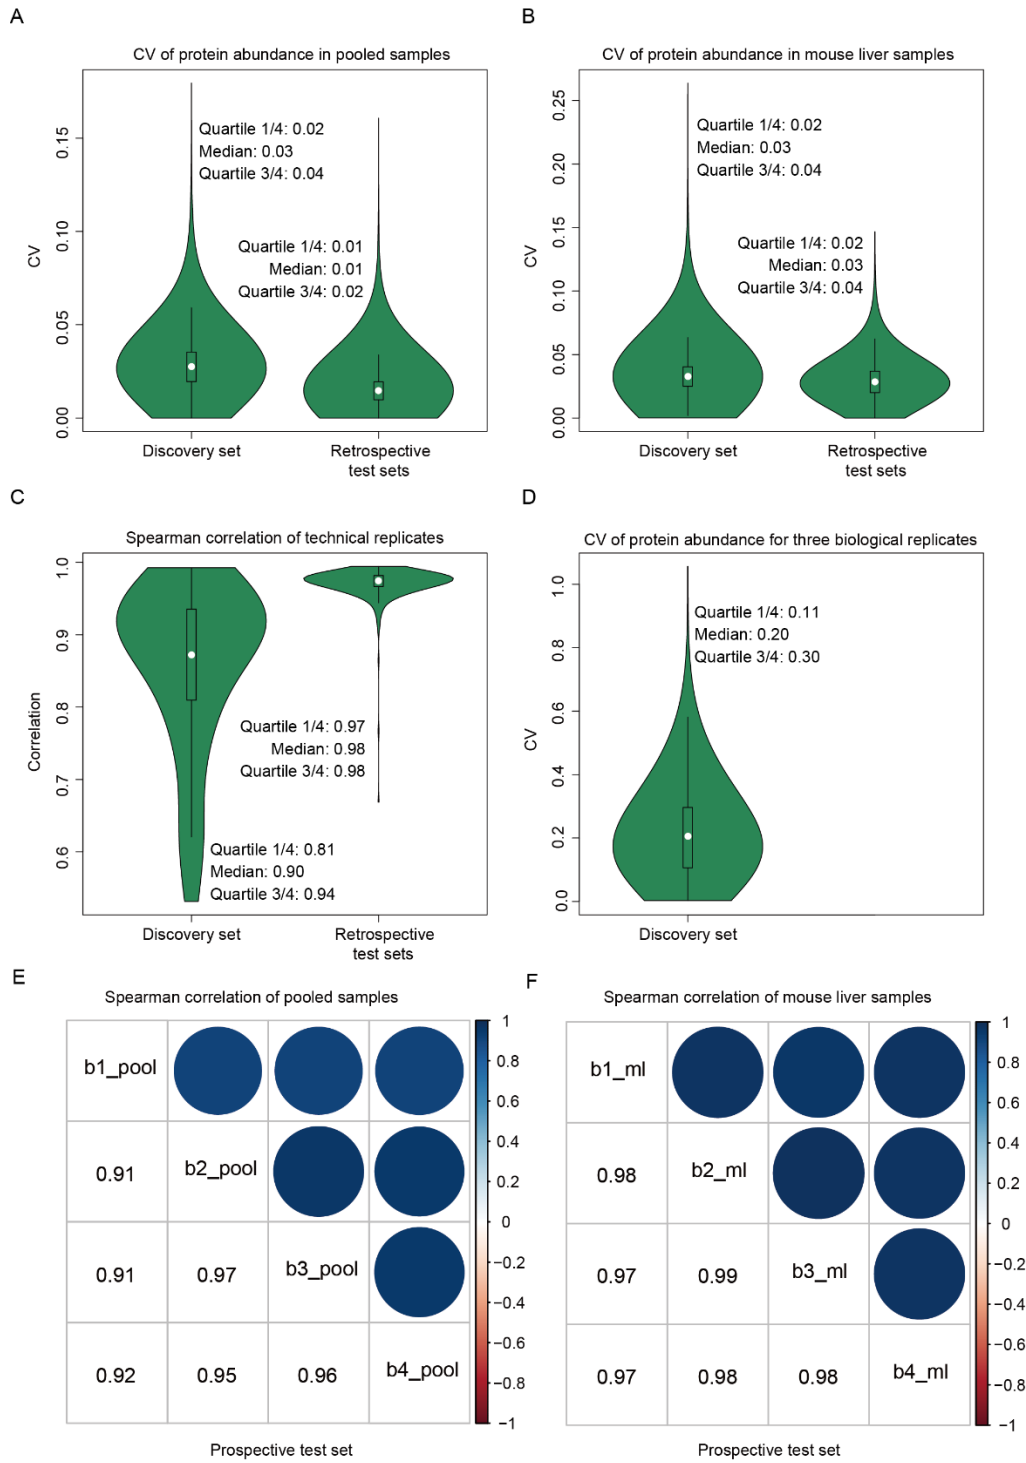 A
B
CV of protein abundance in pooled samples
CV of protein abundance in mouse liver samples
CV
0.15
0.10
0.05
0.00
Quartile 1/4: 0.02
Median: 0.03
Quartile 3/4: 0.04
Quartile 1/4: 0.01
Median: 0.01
Quartile 3/4: 0.02
Discovery set
Retrospective
test sets
CV
0.25
0.20
0.15
0.10
0.05
0.00
Quartile 1/4: 0.02
Median: 0.03
Quartile 3/4: 0.04
Quartile 1/4: 0.02
Median: 0.03
Quartile 3/4: 0.04
Discovery set
Retrospective
test sets
C
D
Spearman correlation of technical replicates
CV of protein abundance for three biological replicates
Correlation
1.0
0.9
0.8
0.7
0.6
Quartile 1/4: 0.97
Median: 0.98
Quartile 3/4: 0.98
Quartile 1/4: 0.81
Median: 0.90
Quartile 3/4: 0.94
Discovery set
Retrospective
test sets
CV
1.0
0.8
0.6
0.4
0.2
0.0
Quartile 1/4: 0.11
Median: 0.20
Quartile 3/4: 0.30
Discovery set
E
F
Spearman correlation of pooled samples
Spearman correlation of mouse liver samples
b1_pool
0.91 b2_pool
0.91 0.97 b3_pool
0.92 0.95 0.96 b4_pool
1
0.8
0.6
0.4
0.2
0
−0.2
−0.4
−0.6
−0.8
−1
Prospective test set
b1_ml
0.98 b2_ml
0.97 0.99 b3_ml
0.97 0.98 0.98 b4_ml
1
0.8
0.6
0.4
0.2
0
−0.2
−0.4
−0.6
−0.8
−1
Prospective test set